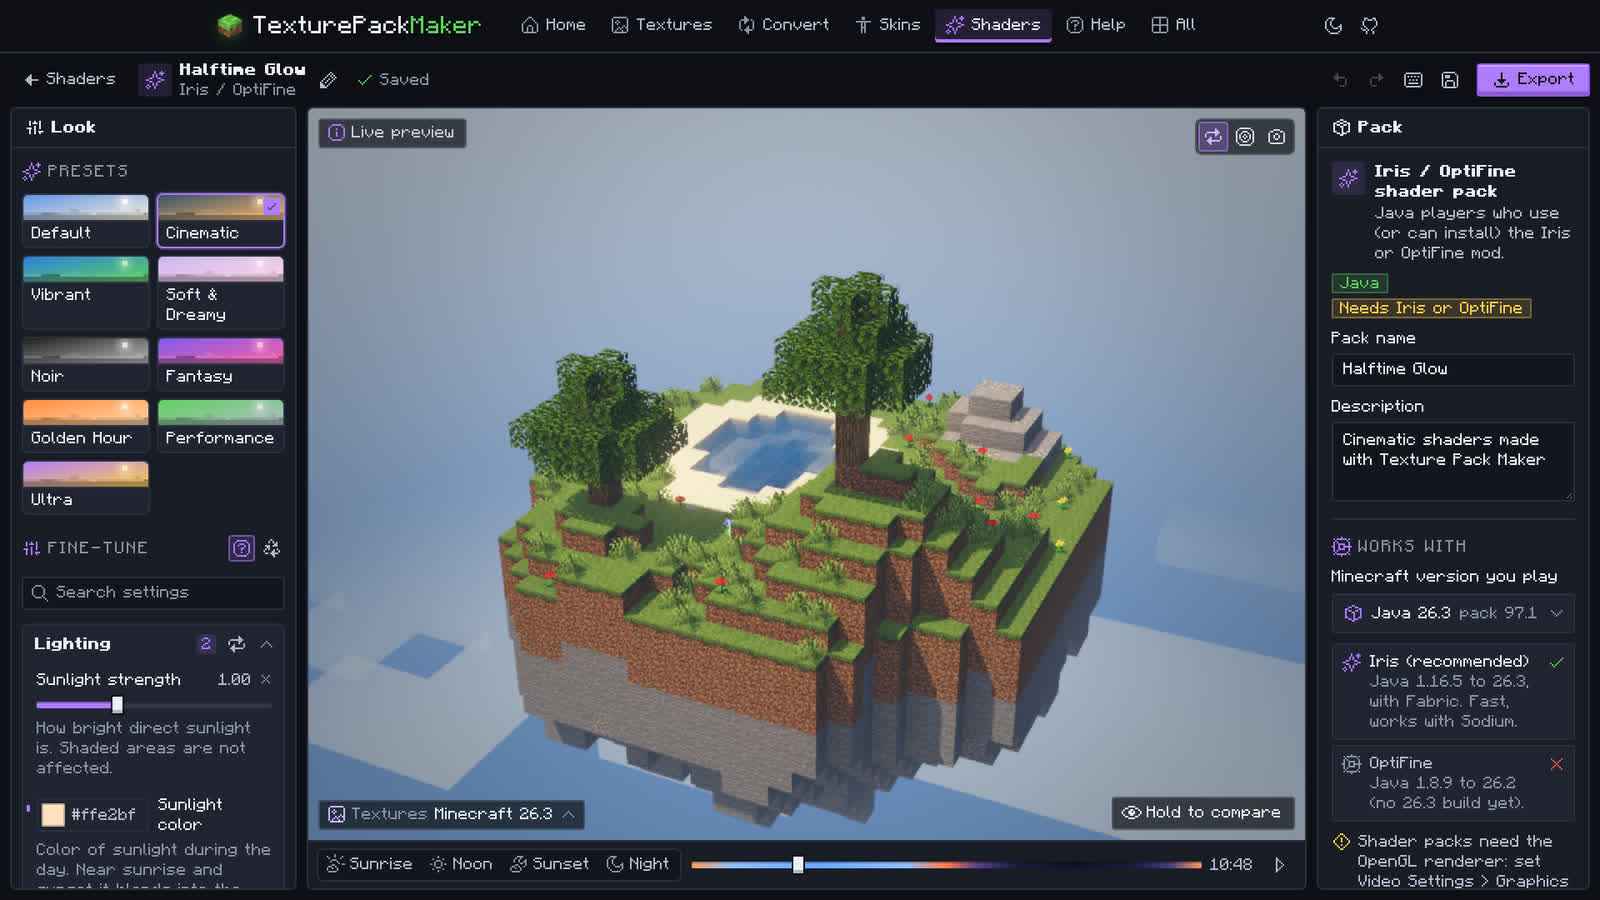 TexturePackMaker
Home
Textures
Convert
Skins
Shaders
Help
All
Shaders
Halftime Glow
Iris / OptiFine
Saved
Export
Look
PRESETS
Default
Cinematic
Vibrant
Soft &
Dreamy
Noir
Fantasy
Golden Hour
Performance
Ultra
FINE-TUNE
Search settings
Lighting
2
Sunlight strength
1.00
How bright direct sunlight
is. Shaded areas are not
affected.
#ffe2bf
Sunlight
color
Color of sunlight during the
day. Near sunrise and
sunset it blends into the
Live preview
Textures Minecraft 26.3
Hold to compare
Sunrise
Noon
Sunset
Night
10:48
Pack
Iris / OptiFine
shader pack
Java players who use
(or can install) the Iris
or OptiFine mod.
Java
Needs Iris or OptiFine
Pack name
Halftime Glow
Description
Cinematic shaders made
with Texture Pack Maker
WORKS WITH
Minecraft version you play
Java 26.3 pack 97.1
Iris (recommended)
Java 1.16.5 to 26.3,
with Fabric. Fast,
works with Sodium.
OptiFine
Java 1.8.9 to 26.2
(no 26.3 build yet).
Shader packs need the
OpenGL renderer: set
Video Settings > Graphics